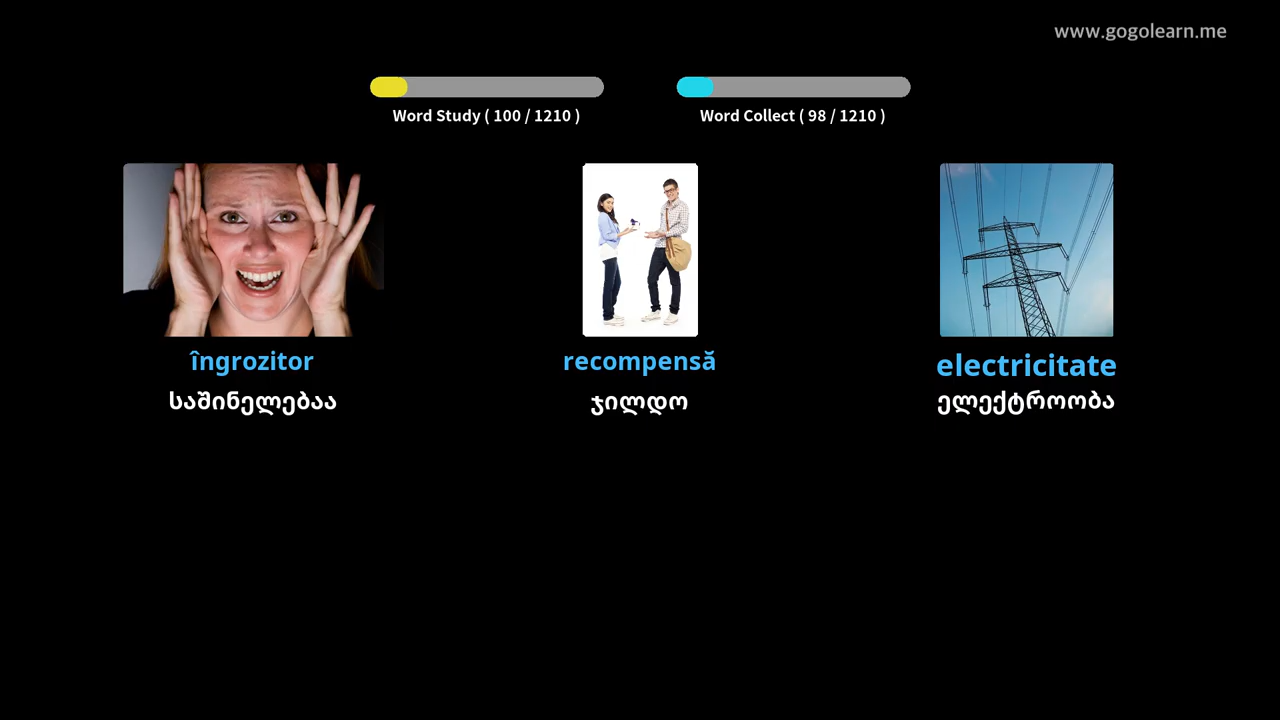 www.gogolearn.me
Word Study ( 100 / 1210 )
Word Collect ( 98 / 1210 )
îngrozitor
recompensă
electricitate
საშინელებაა
ჯილდო
ელექტროობა